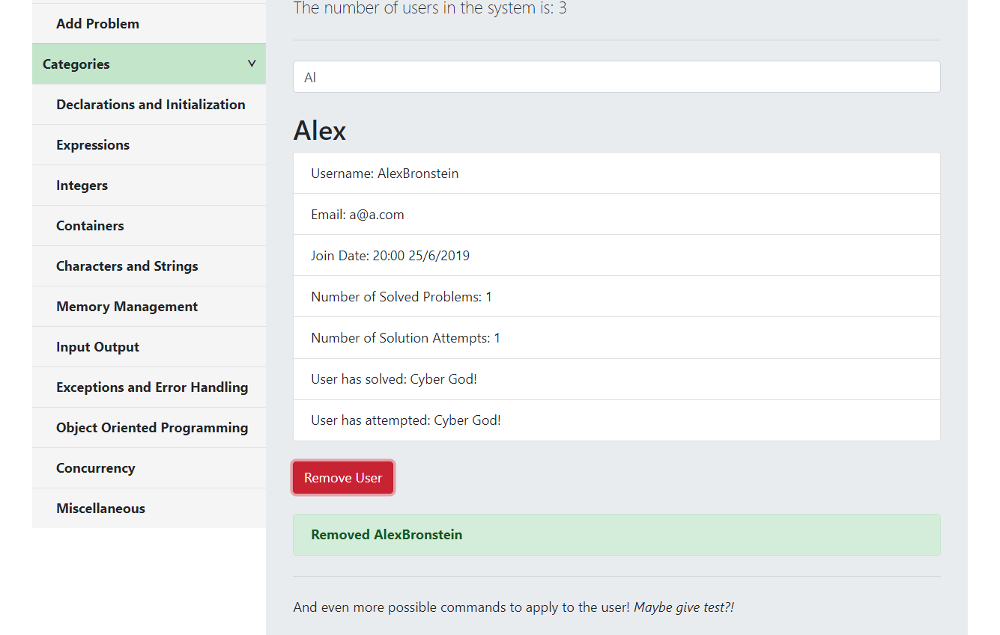 Add Problem
Categories
Declarations and Initialization
Expressions
Integers
Containers
Characters and Strings
Memory Management
Input Output
Exceptions and Error Handling
Object Oriented Programming
Concurrency
Miscellaneous
The number of users in the system is: 3
Al
Alex
Username: AlexBronstein
Email: a@a.com
Join Date: 20:00 25/6/2019
Number of Solved Problems: 1
Number of Solution Attempts: 1
User has solved: Cyber God!
User has attempted: Cyber God!
Remove User
Removed AlexBronstein
And even more possible commands to apply to the user! Maybe give test?!